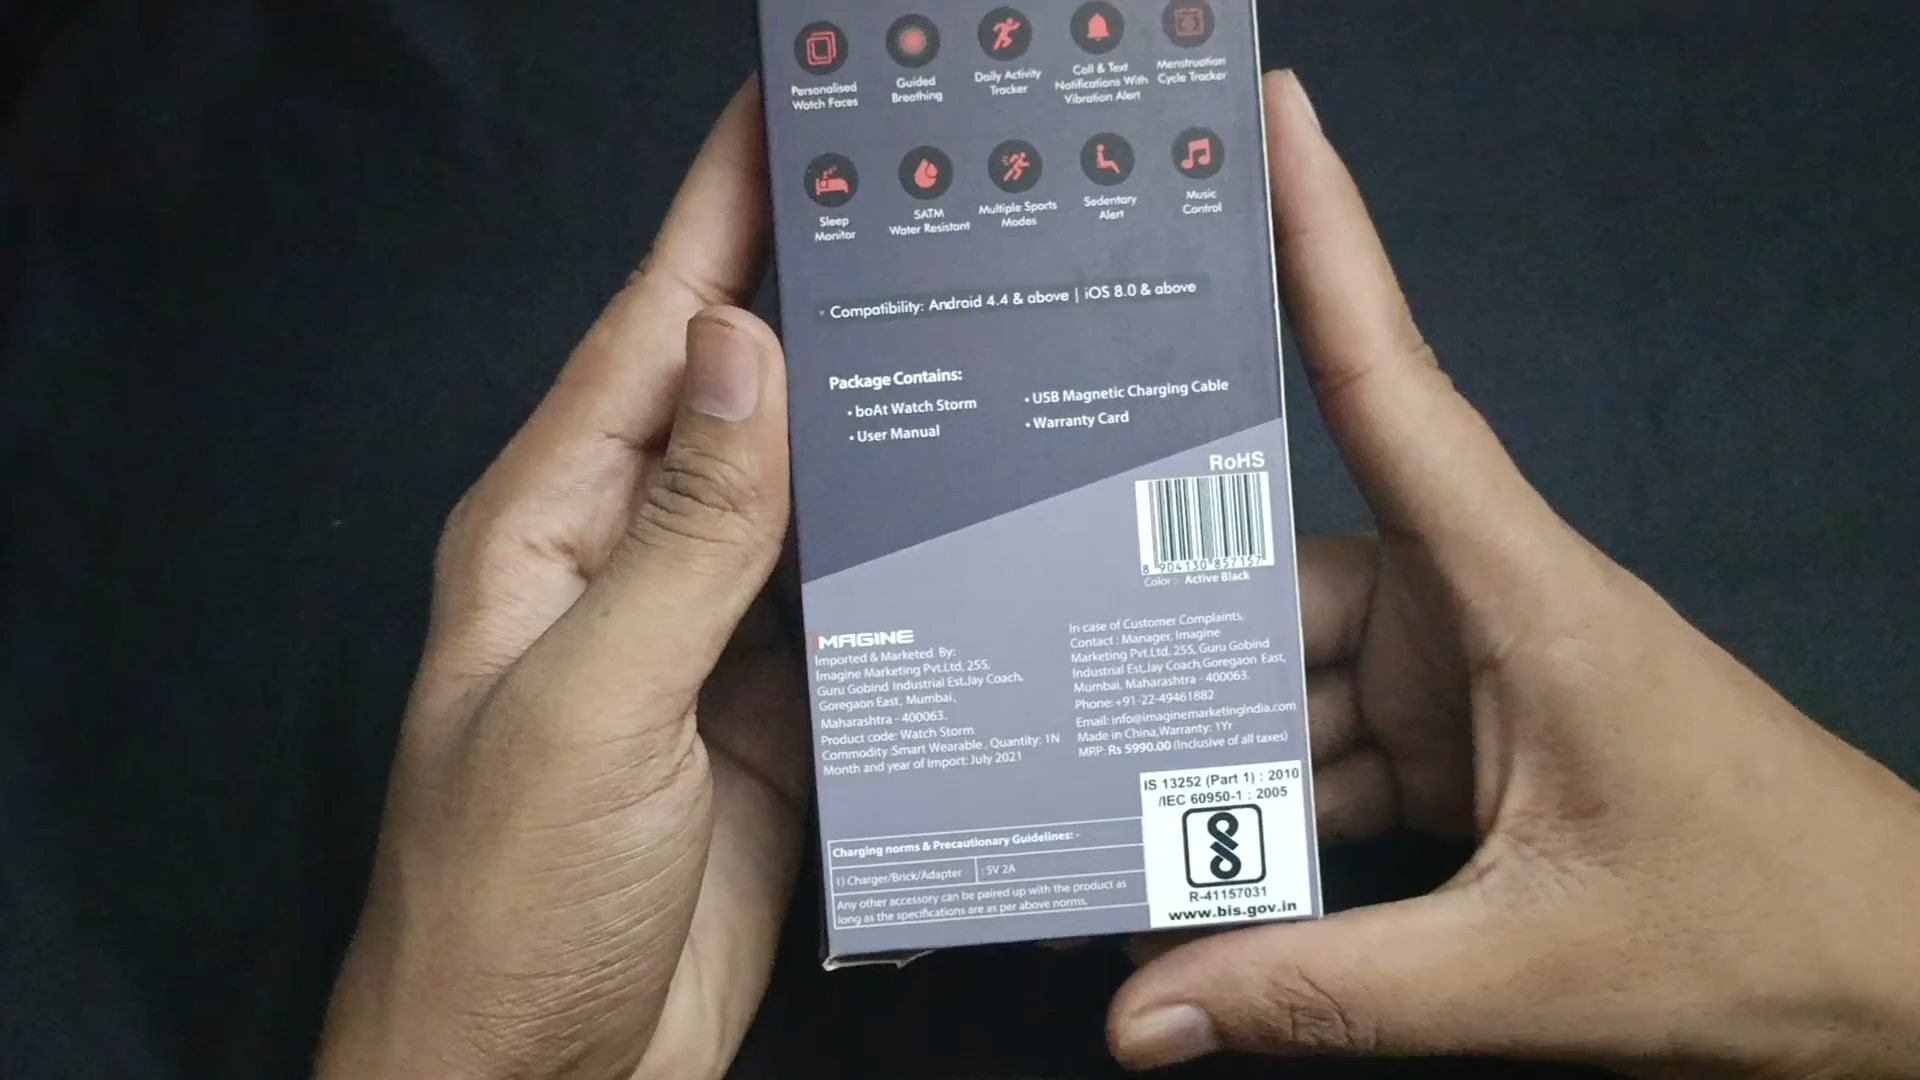 Personalised
Watch Faces
Guided
Breathing
Daily Activity
Tracker
Call & Text
Notifications With
Vibration Alert
Menstruation
Cycle Tracker
Sleep
Monitor
5ATM
Water Resistant
Multiple Sports
Modes
Sedentary
Alert
Music
Control
• Compatibility: Android 4.4 & above | iOS 8.0 & above
Package Contains:
• boAt Watch Storm
• User Manual
• USB Magnetic Charging Cable
• Warranty Card
RoHS
8 904130 857157
Color :- Active Black
iMAGINE
Imported & Marketed By:
Imagine Marketing Pvt.Ltd, 255,
Guru Gobind Industrial Est.Jay Coach,
Goregaon East, Mumbai,
Maharashtra - 400063.
Product code: Watch Storm
Commodity :Smart Wearable , Quantity: 1N
Month and year of Import: July 2021
In case of Customer Complaints,
Contact : Manager, Imagine
Marketing Pvt.Ltd, 255, Guru Gobind
Industrial Est.Jay Coach,Goregaon East,
Mumbai, Maharashtra - 400063.
Phone:+91-22-49461882
Email: info@imaginemarketingindia.com
Made in China,Warranty: 1Yr
MRP: Rs 5990.00 (Inclusive of all taxes)
Charging norms & Precautionary Guidelines: -
1) Charger/Brick/Adapter : 5V 2A
Any other accessory can be paired up with the product as
long as the specifications are as per above norms.
IS 13252 (Part 1) : 2010
/IEC 60950-1 : 2005
R-41157031
www.bis.gov.in